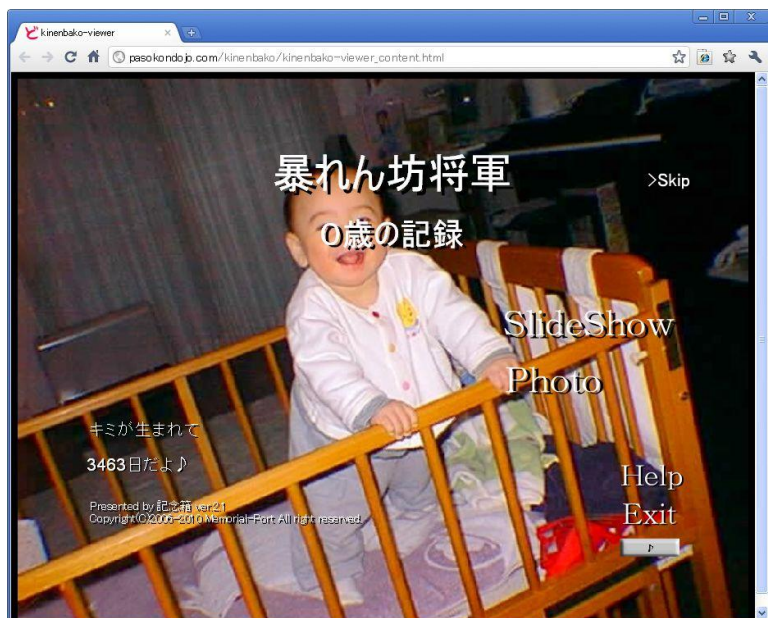 kinenbako-viewer
pasokondojo.com/kinenbako/kinenbako-viewer_content.html
暴れん坊将軍
>Skip
0歳の記録
SlideShow
Photo
キミが生まれて
3463日だよ♪
Help
Presented by 記念箱 ver.2.1
Copyright(C)2005-2010 Memorial-Port. All right reserved.
Exit
♪